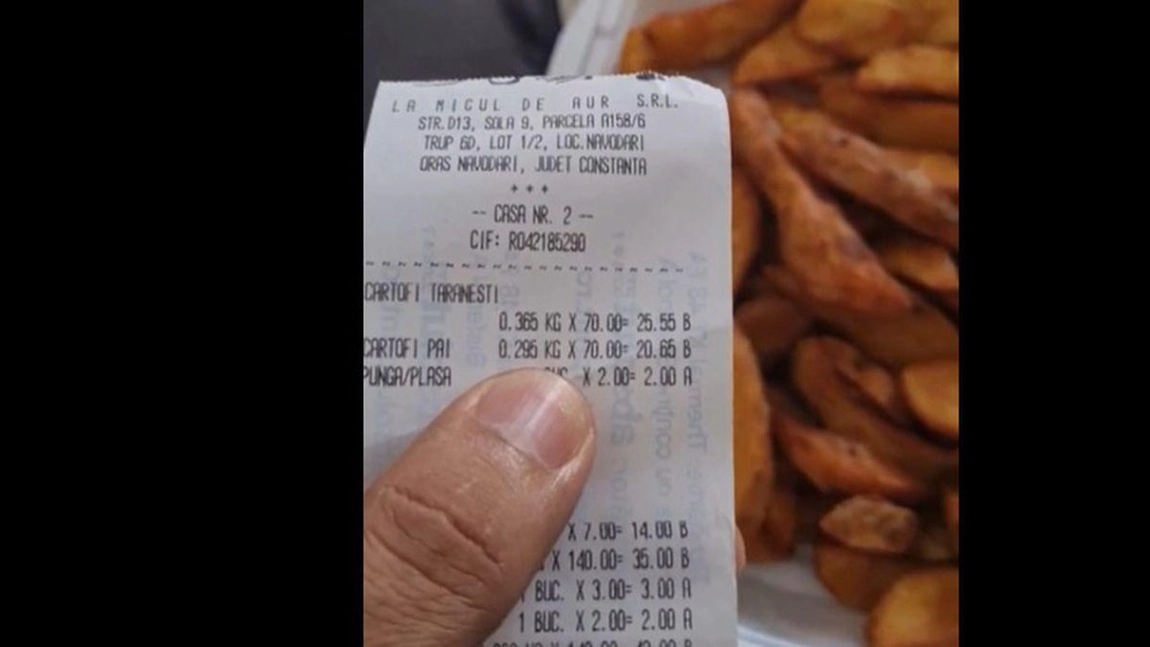 LA MICUL DE AUR S.R.L.
STR.D13, SOLA 9, PARCELA A158/6
TRUP 6D, LOT 1/2, LOC.NAVODARI
ORAS NAVODARI, JUDET CONSTANTA
+ + +
-- CASA NR. 2 --
CIF: RO42185290
CARTOFI TARANESTI
0.365 KG X 70.00= 25.55 B
CARTOFI PAI 0.295 KG X 70.00= 20.65 B
PUNGA/PLASA X 2.00= 2.00 A
X 7.00= 14.00 B
X 140.00= 35.00 B
BUC. X 3.00= 3.00 A
1 BUC. X 2.00= 2.00 A